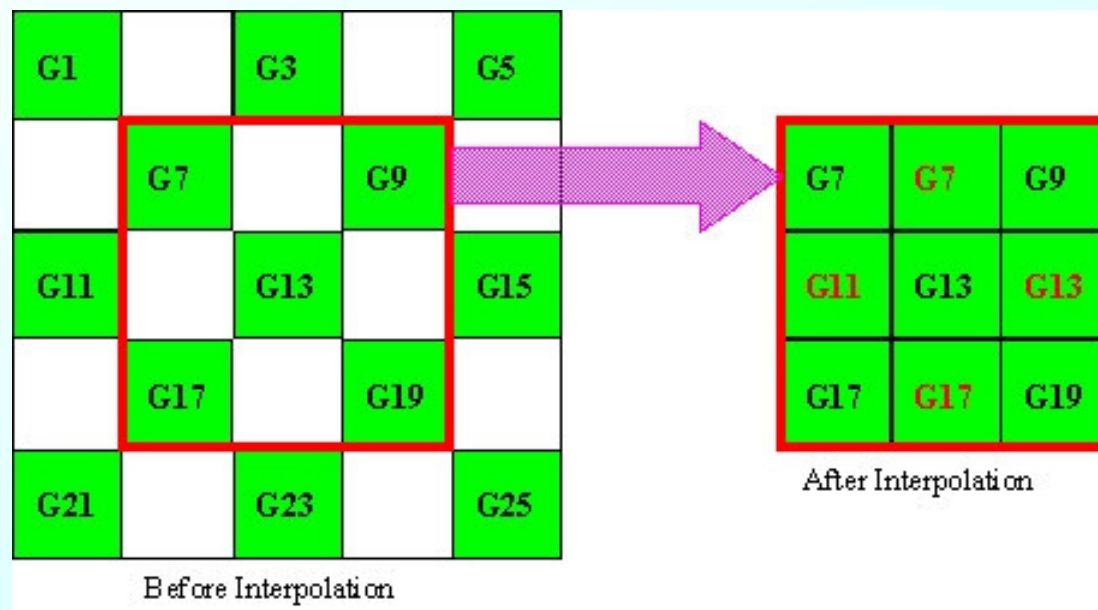 G1 G3 G5
G7 G9 G7 G7 G9
G11 G13 G15 G11 G13 G13
G17 G19 G17 G17 G19
After Interpolation
G21 G23 G25
Before Interpolation